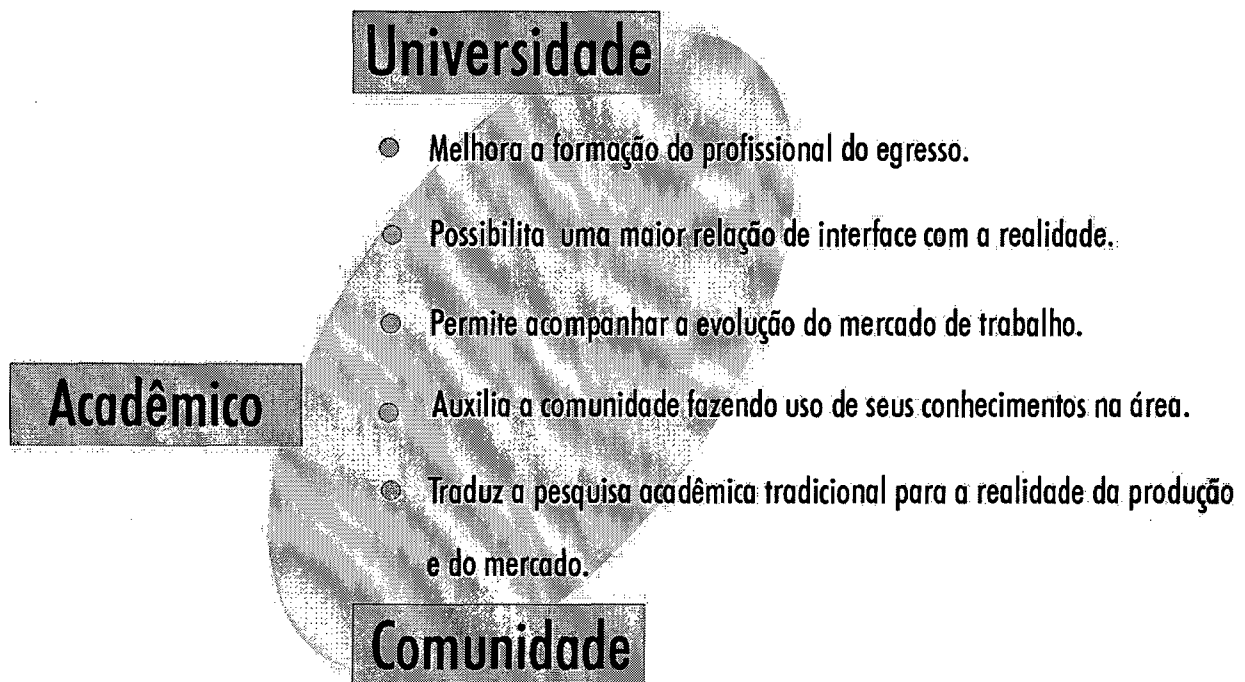 Universidade
Melhora a formação do profissional do egresso.
Possibilita uma maior relação de interface com a realidade.
Permite acompanhar a evolução do mercado de trabalho.
Acadêmico
Auxilia a comunidade fazendo uso de seus conhecimentos na área.
Traduz a pesquisa acadêmica tradicional para a realidade da produção
e do mercado.
Comunidade